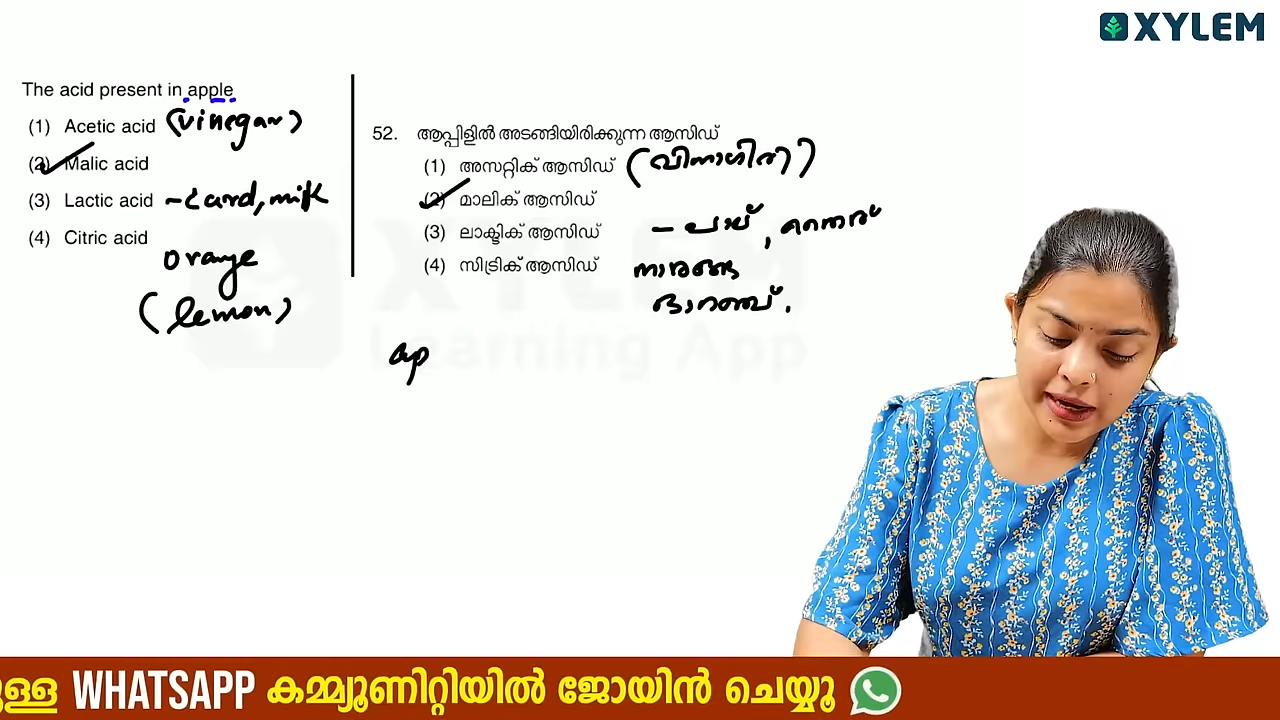 XYLEM
The acid present in apple
(1) Acetic acid (vinegar)
(2) Malic acid
(3) Lactic acid - curd, milk
(4) Citric acid
orange
(lemon)
52. ആപ്പിളിൽ അടങ്ങിയിരിക്കുന്ന ആസിഡ്
(1) അസറ്റിക് ആസിഡ് (വിനാഗിരി)
(2) മാലിക് ആസിഡ്
(3) ലാക്ടിക് ആസിഡ് - പാല്, തൈര്
(4) സിട്രിക് ആസിഡ് നാരങ്ങ
ഓറഞ്ച്.
ap
XYLEM
Learning App
ുള്ള WHATSAPP കമ്മ്യൂണിറ്റിയിൽ ജോയിൻ ചെയ്യൂ